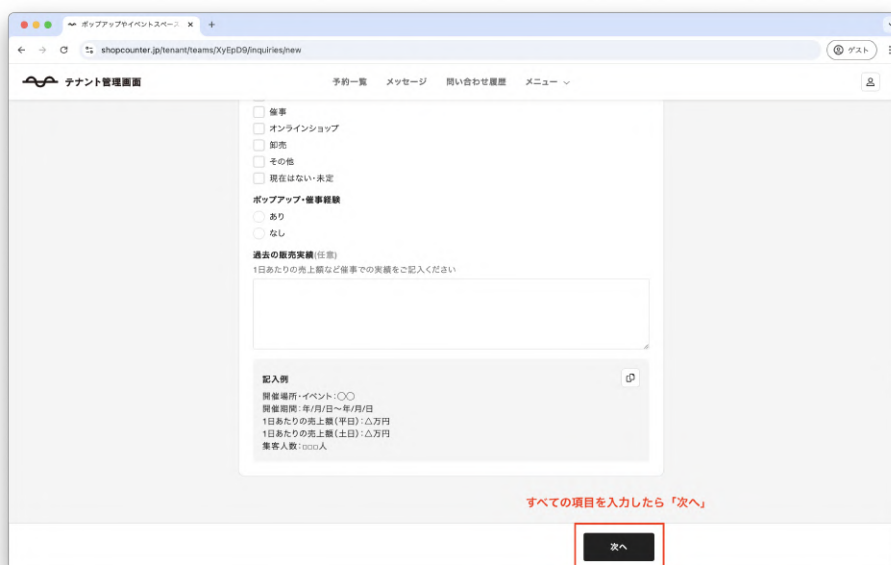 ポップアップやイベントスペース
shopcounter.jp/tenant/teams/XyEpD9/inquiries/new
ゲスト
テナント管理画面
予約一覧 メッセージ 問い合わせ履歴 メニュー
催事
オンラインショップ
卸売
その他
現在はない・未定
ポップアップ・催事経験
あり
なし
過去の販売実績(任意)
1日あたりの売上額など催事での実績をご記入ください
記入例
開催場所・イベント:〇〇
開催期間:年/月/日〜年/月/日
1日あたりの売上額(平日):△万円
1日あたりの売上額(土日):△万円
集客人数:□□□人
すべての項目を入力したら「次へ」
次へ